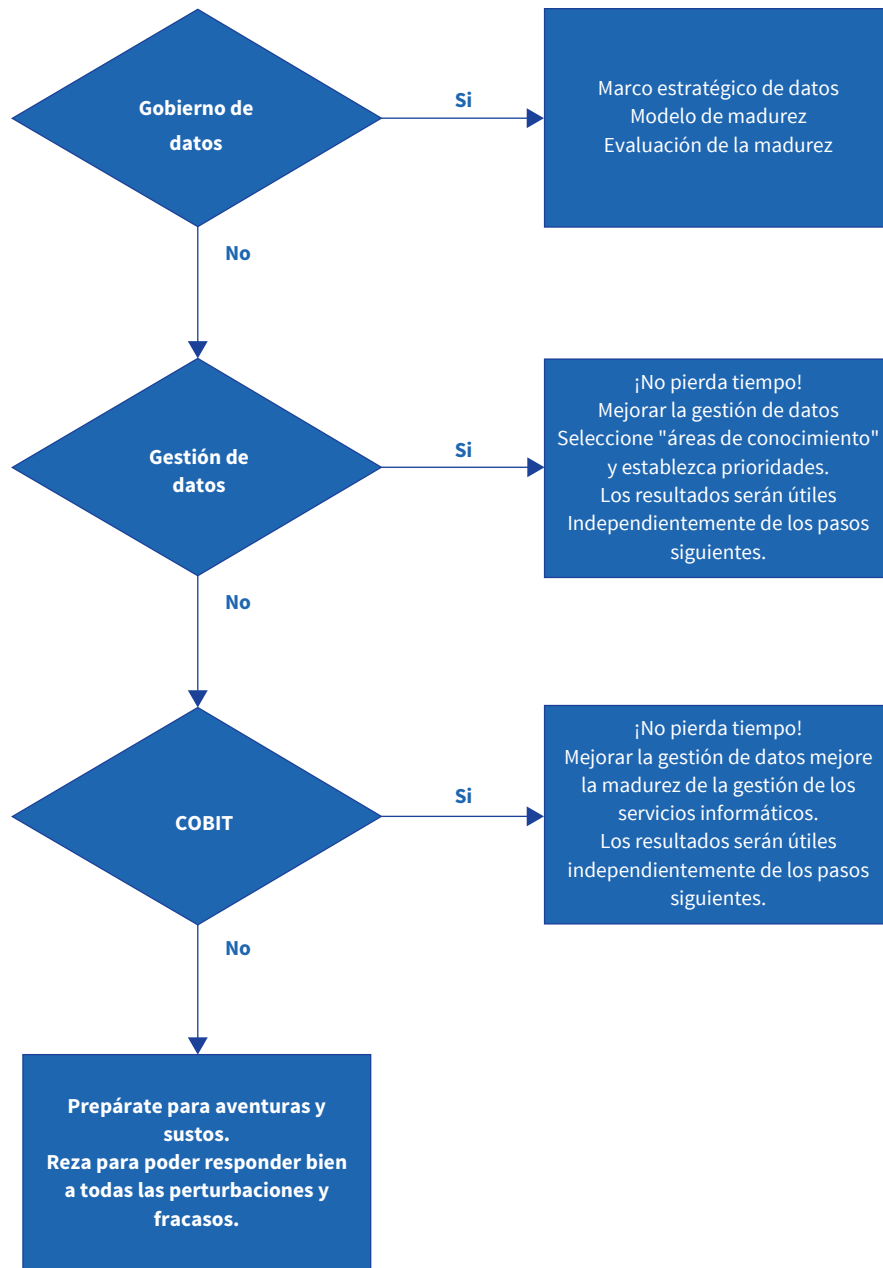 Gobierno de
datos
Si
Marco estratégico de datos
Modelo de madurez
Evaluación de la madurez
No
Gestión de
datos
Si
¡No pierda tiempo!
Mejorar la gestión de datos
Seleccione "áreas de conocimiento"
y establezca prioridades.
Los resultados serán útiles
Independientemente de los pasos
siguientes.
No
COBIT
Si
¡No pierda tiempo!
Mejorar la gestión de datos mejore
la madurez de la gestión de los
servicios informáticos.
Los resultados serán útiles
independientemente de los pasos
siguientes.
No
Prepárate para aventuras y
sustos.
Reza para poder responder bien
a todas las perturbaciones y
fracasos.